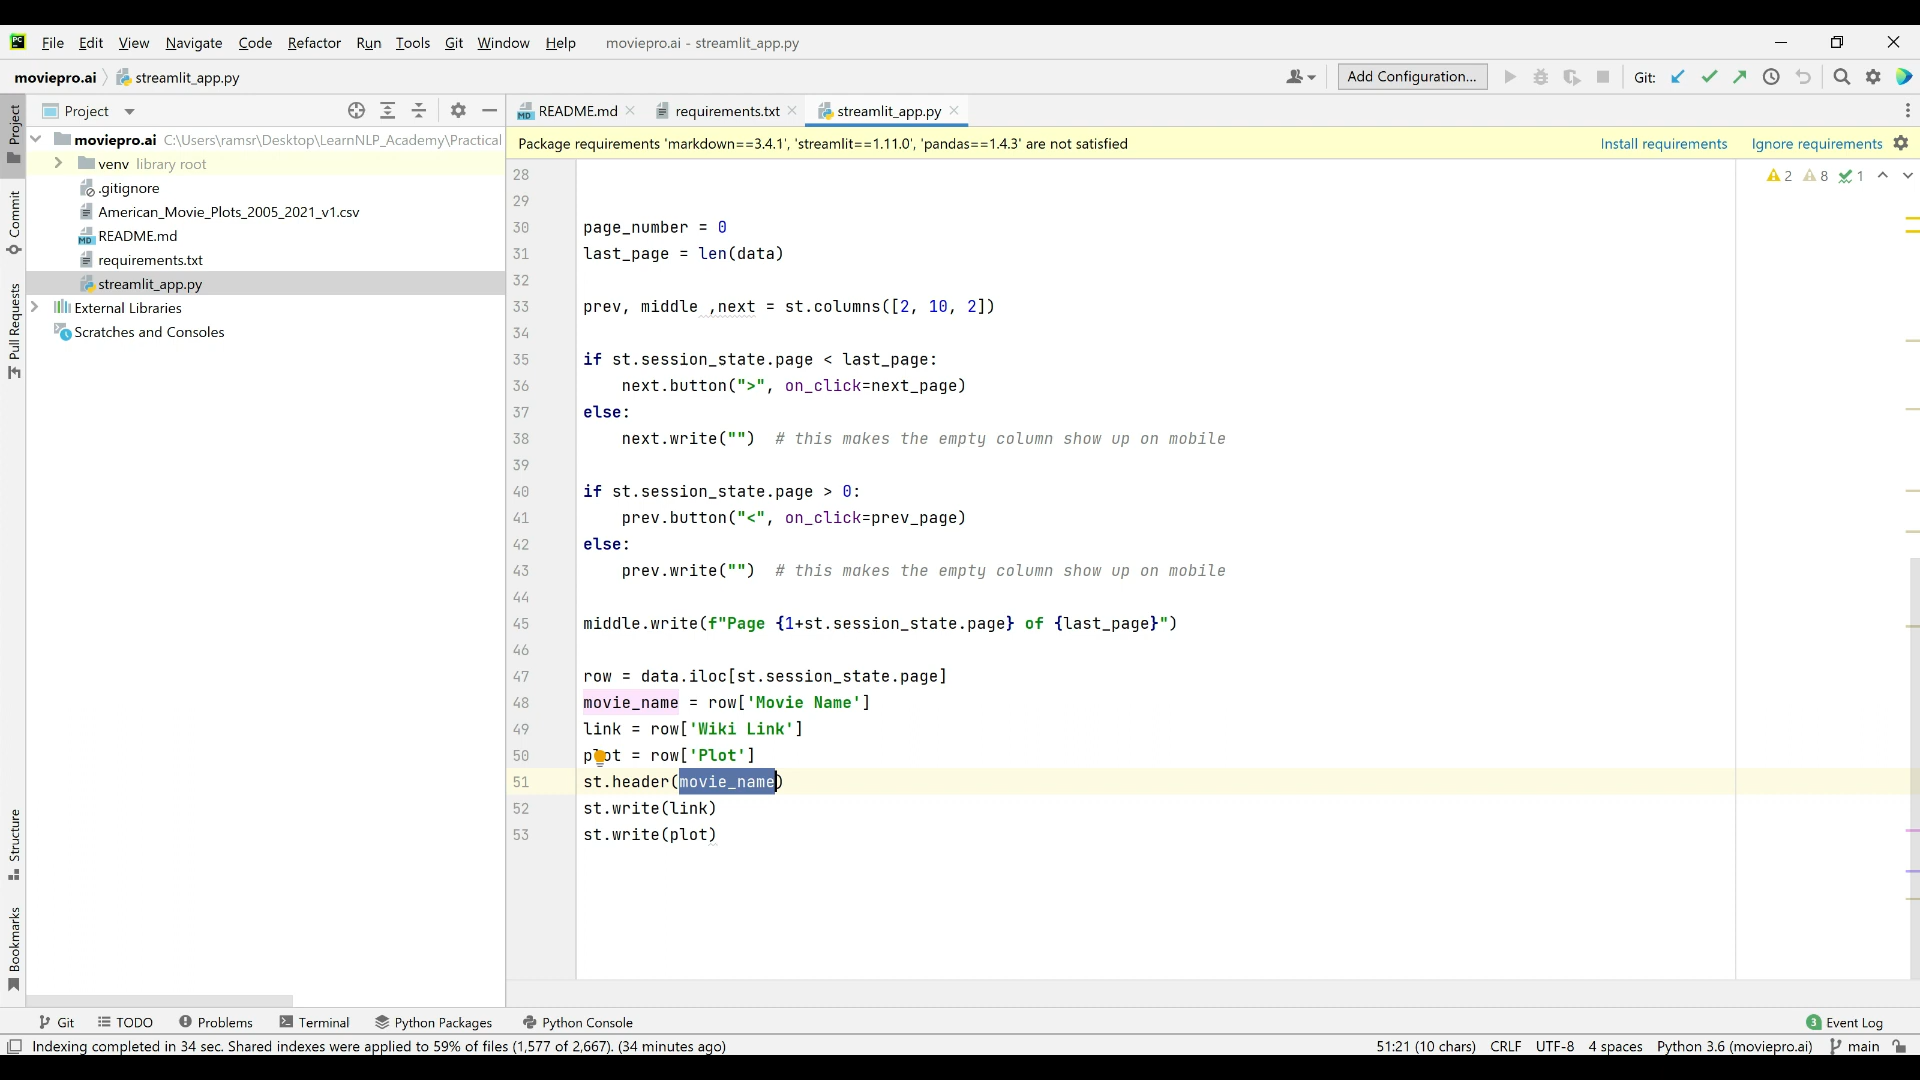 PC File Edit View Navigate Code Refactor Run Tools Git Window Help moviepro.ai - streamlit_app.py
moviepro.ai streamlit_app.py Add Configuration... Git:
Project README.md requirements.txt streamlit_app.py
Project
Commit
Pull Requests
Structure
Bookmarks
moviepro.ai C:\Users\ramsr\Desktop\LearnNLP_Academy\Practical
venv library root
.gitignore
American_Movie_Plots_2005_2021_v1.csv
README.md
requirements.txt
streamlit_app.py
External Libraries
Scratches and Consoles
Package requirements 'markdown==3.4.1', 'streamlit==1.11.0', 'pandas==1.4.3' are not satisfied Install requirements Ignore requirements
2 8 1
28
29
30 page_number = 0
31 last_page = len(data)
32
33 prev, middle ,next = st.columns([2, 10, 2])
34
35 if st.session_state.page < last_page:
36 next.button(">", on_click=next_page)
37 else:
38 next.write("") # this makes the empty column show up on mobile
39
40 if st.session_state.page > 0:
41 prev.button("<", on_click=prev_page)
42 else:
43 prev.write("") # this makes the empty column show up on mobile
44
45 middle.write(f"Page {1+st.session_state.page} of {last_page}")
46
47 row = data.iloc[st.session_state.page]
48 movie_name = row['Movie Name']
49 link = row['Wiki Link']
50 plot = row['Plot']
51 st.header(movie_name)
52 st.write(link)
53 st.write(plot)
Git TODO Problems Terminal Python Packages Python Console 3 Event Log
Indexing completed in 34 sec. Shared indexes were applied to 59% of files (1,577 of 2,667). (34 minutes ago) 51:21 (10 chars) CRLF UTF-8 4 spaces Python 3.6 (moviepro.ai) main